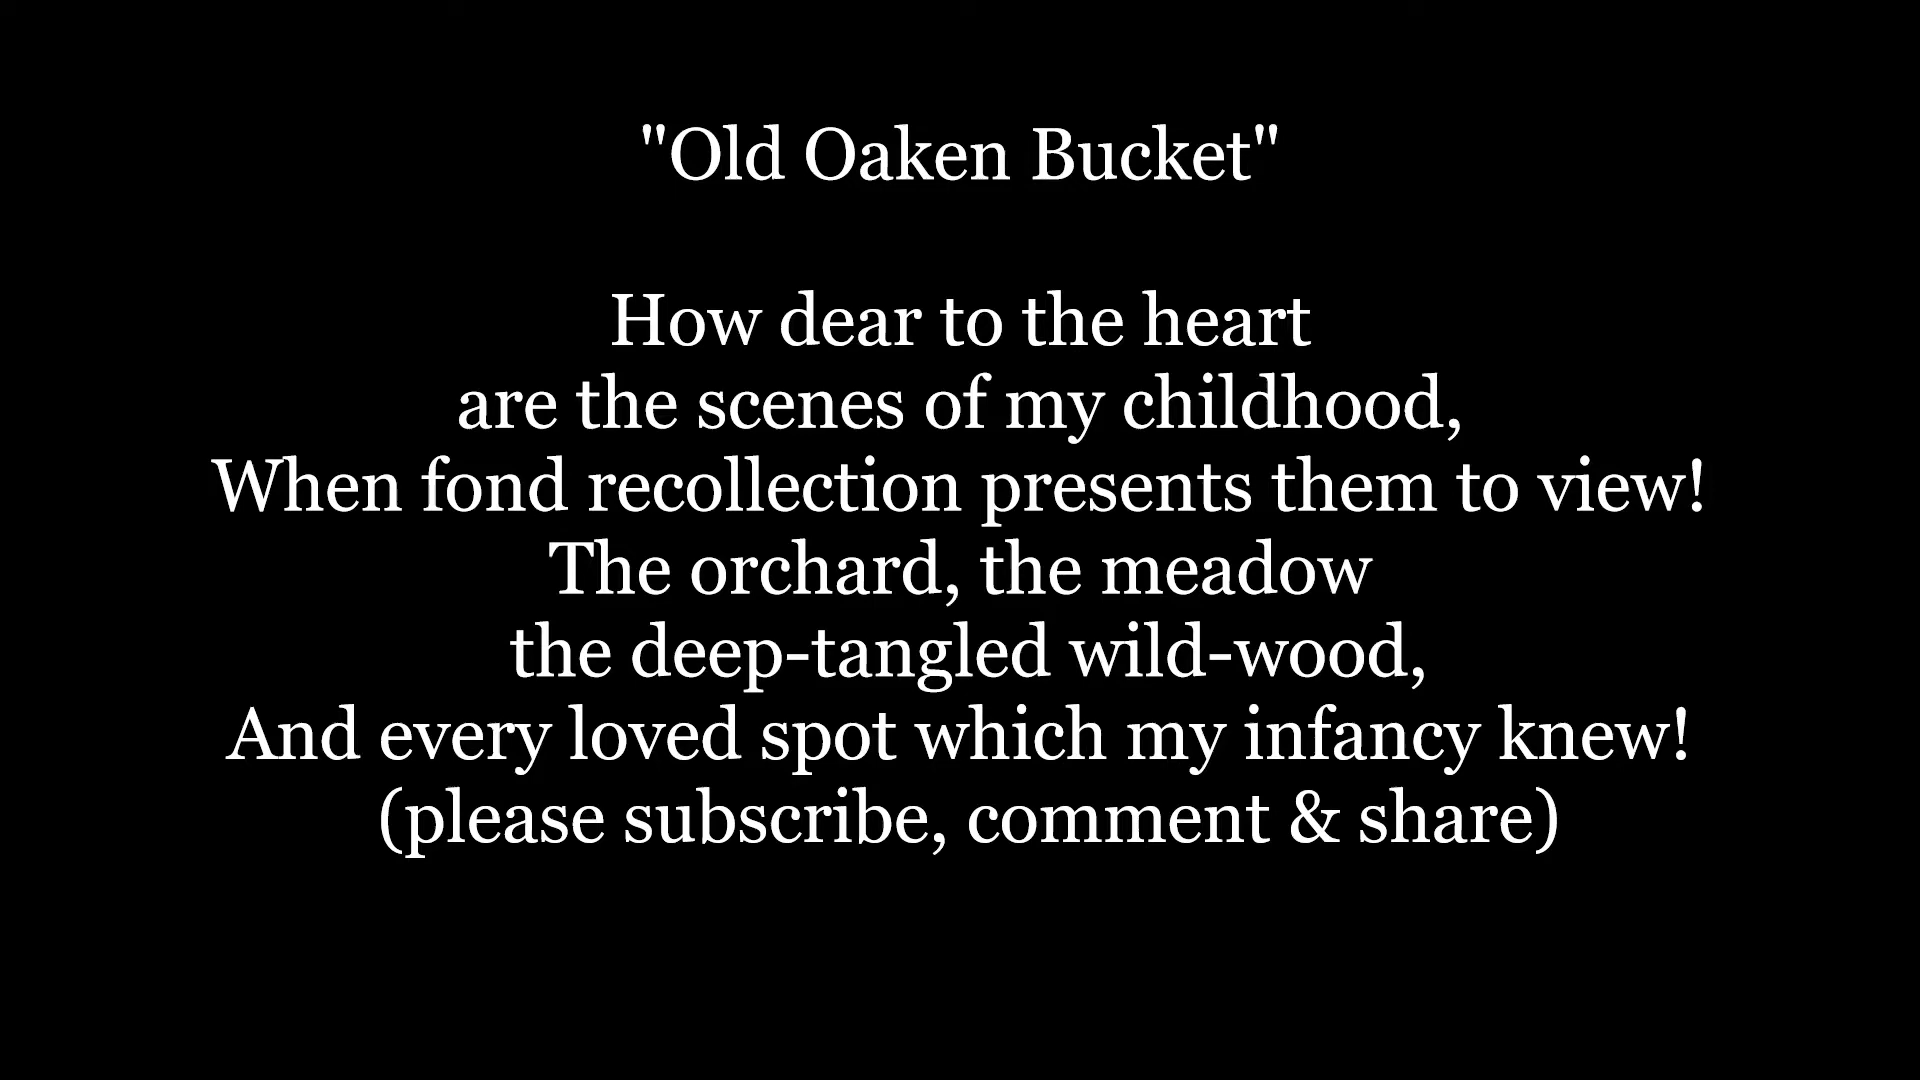 "Old Oaken Bucket"
How dear to the heart
are the scenes of my childhood,
When fond recollection presents them to view!
The orchard, the meadow
the deep-tangled wild-wood,
And every loved spot which my infancy knew!
(please subscribe, comment & share)